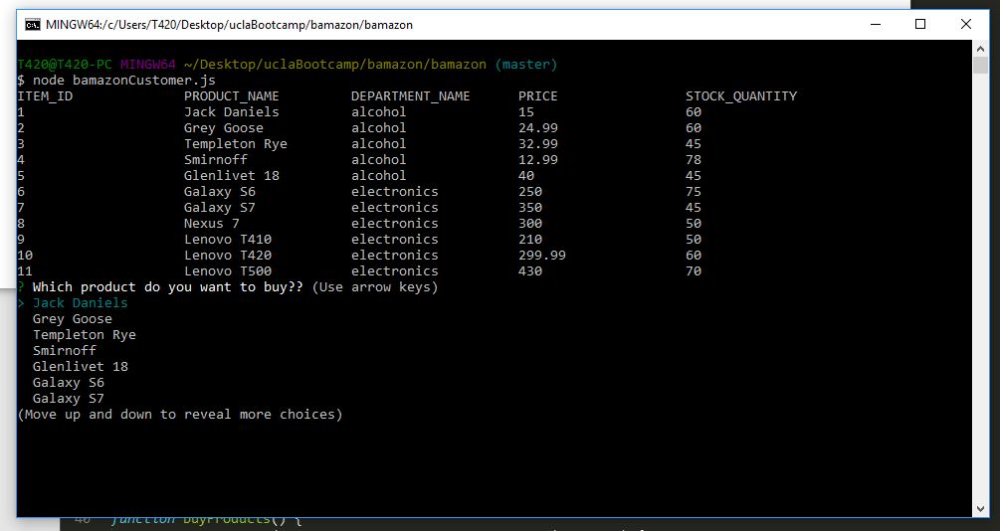 MINGW64:/c/Users/T420/Desktop/uclaBootcamp/bamazon/bamazon
T420@T420-PC MINGW64 ~/Desktop/uclaBootcamp/bamazon/bamazon (master)
$ node bamazonCustomer.js
ITEM_ID PRODUCT_NAME DEPARTMENT_NAME PRICE STOCK_QUANTITY
1 Jack Daniels alcohol 15 60
2 Grey Goose alcohol 24.99 60
3 Templeton Rye alcohol 32.99 45
4 Smirnoff alcohol 12.99 78
5 Glenlivet 18 alcohol 40 45
6 Galaxy S6 electronics 250 75
7 Galaxy S7 electronics 350 45
8 Nexus 7 electronics 300 50
9 Lenovo T410 electronics 210 50
10 Lenovo T420 electronics 299.99 60
11 Lenovo T500 electronics 430 70
? Which product do you want to buy?? (Use arrow keys)
> Jack Daniels
Grey Goose
Templeton Rye
Smirnoff
Glenlivet 18
Galaxy S6
Galaxy S7
(Move up and down to reveal more choices)
40 function buyProducts() {